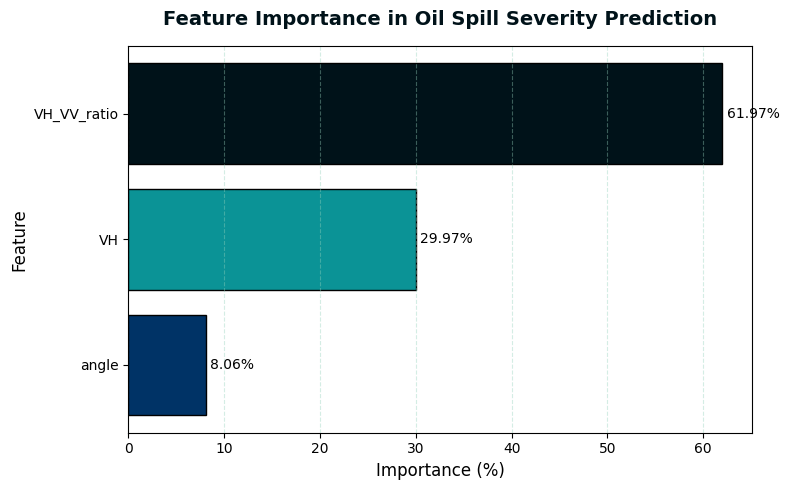 Feature Importance in Oil Spill Severity Prediction
Feature
VH_VV_ratio
61.97%
VH
29.97%
angle
8.06%
0 10 20 30 40 50 60
Importance (%)